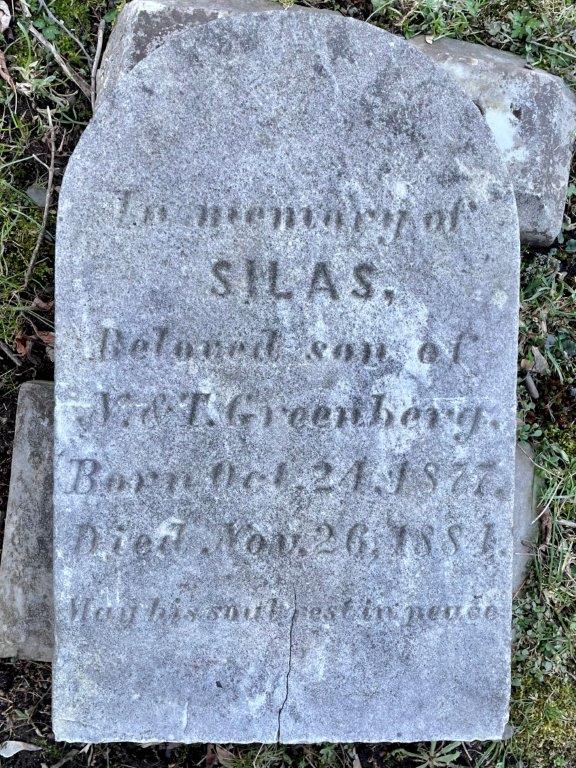 In memory of
SILAS,
Beloved son of
N. & T. Greenberg.
Born Oct. 24, 1877.
Died Nov. 26, 1884.
May his soul rest in peace